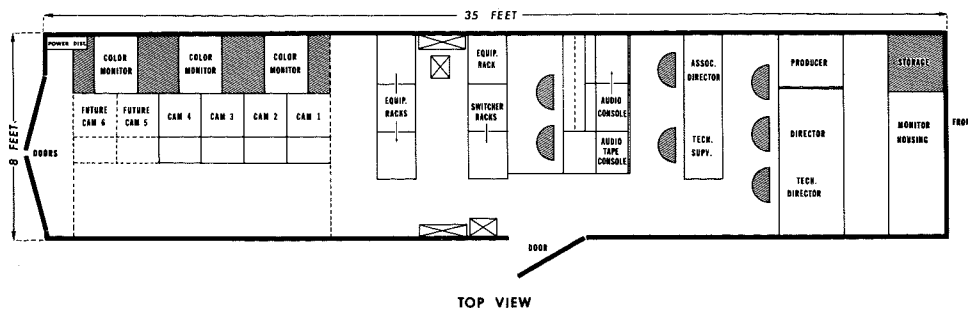 35 FEET
8 FEET
POWER DISC.
COLOR
MONITOR
COLOR
MONITOR
COLOR
MONITOR
FUTURE
CAM 6
FUTURE
CAM 5
CAM 4
CAM 3
CAM 2
CAM 1
DOORS
EQUIP.
RACKS
EQUIP.
RACK
SWITCHER
RACKS
AUDIO
CONSOLE
AUDIO
TAPE
CONSOLE
ASSOC.
DIRECTOR
TECH.
SUPV.
PRODUCER
DIRECTOR
TECH.
DIRECTOR
STORAGE
MONITOR
HOUSING
DOOR
TOP VIEW